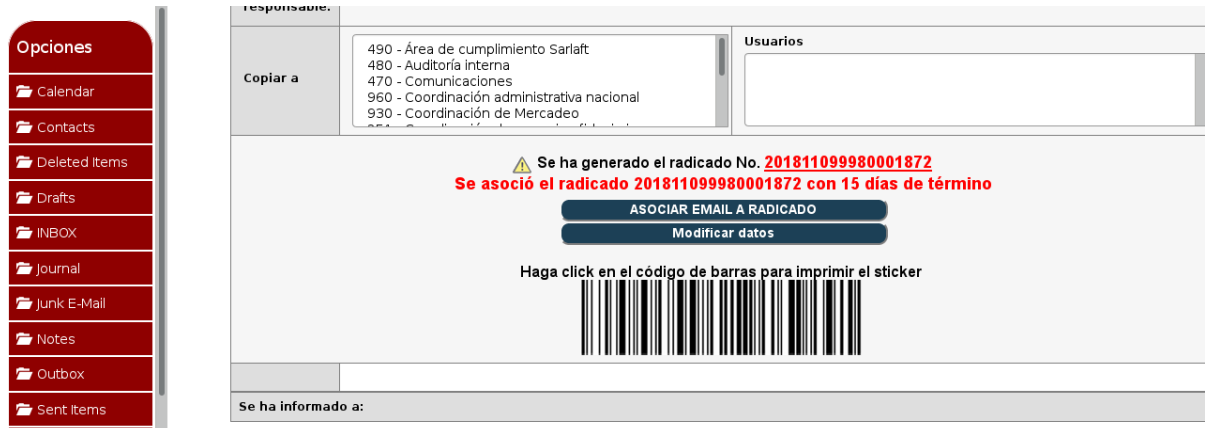 Opciones
Calendar
Contacts
Deleted Items
Drafts
INBOX
Journal
Junk E-Mail
Notes
Outbox
Sent Items
responsable:
Copiar a
490 - Área de cumplimiento Sarlaft
480 - Auditoría interna
470 - Comunicaciones
960 - Coordinación administrativa nacional
930 - Coordinación de Mercadeo
Usuarios
Se ha generado el radicado No. 201811099980001872
Se asoció el radicado 201811099980001872 con 15 días de término
ASOCIAR EMAIL A RADICADO
Modificar datos
Haga click en el código de barras para imprimir el sticker
Se ha informado a: